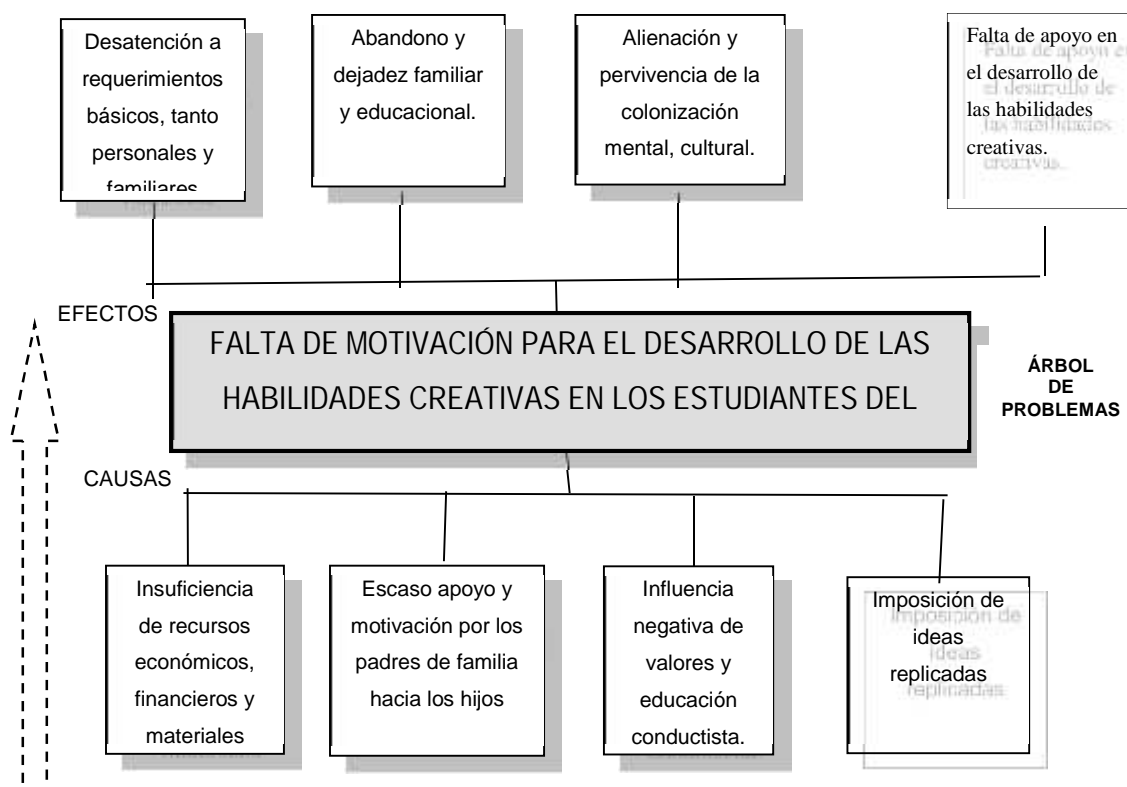 Desatención a
requerimientos
básicos, tanto
personales y
familiares
Abandono y
dejadez familiar
y educacional.
Alienación y
pervivencia de la
colonización
mental, cultural.
Falta de apoyo en
el desarrollo de
las habilidades
creativas.
EFECTOS
FALTA DE MOTIVACIÓN PARA EL DESARROLLO DE LAS
HABILIDADES CREATIVAS EN LOS ESTUDIANTES DEL
ÁRBOL
DE
PROBLEMAS
CAUSAS
Insuficiencia
de recursos
económicos,
financieros y
materiales
Escaso apoyo y
motivación por los
padres de familia
hacia los hijos
Influencia
negativa de
valores y
educación
conductista.
Imposición de
ideas
replicadas